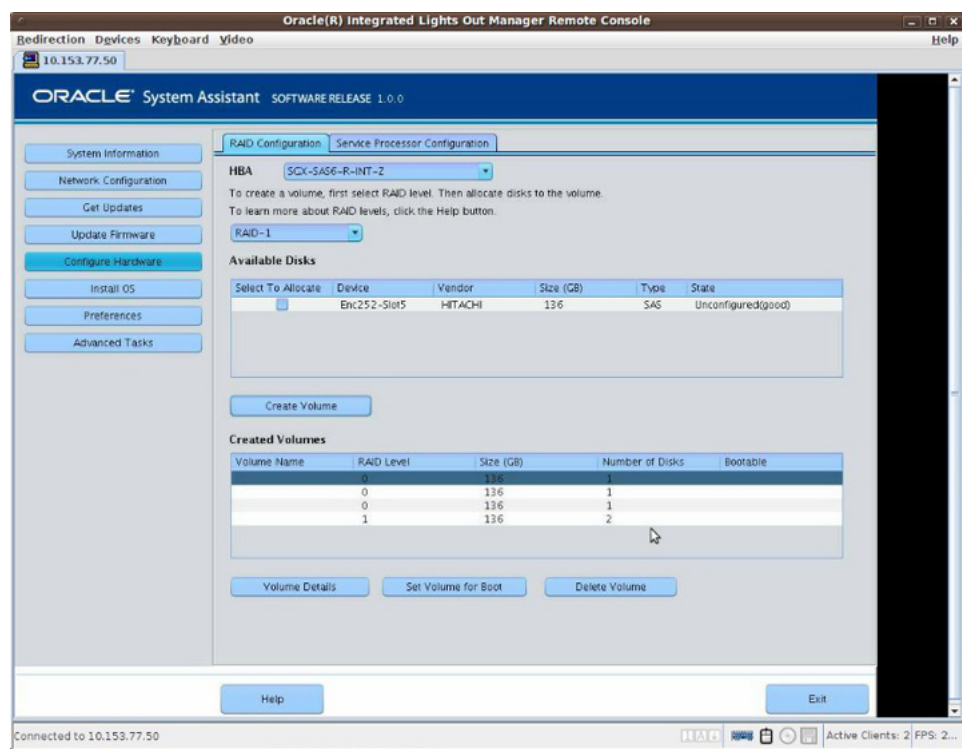 Oracle(R) Integrated Lights Out Manager Remote Console
Redirection Devices Keyboard Video Help
10.153.77.50
ORACLE® System Assistant SOFTWARE RELEASE 1.0.0
System Information
Network Configuration
Get Updates
Update Firmware
Configure Hardware
Install OS
Preferences
Advanced Tasks
RAID Configuration Service Processor Configuration
HBA SGX-SAS6-R-INT-Z
To create a volume, first select RAID level. Then allocate disks to the volume.
To learn more about RAID levels, click the Help button.
RAID-1
Available Disks
Select To Allocate Device Vendor Size (GB) Type State
Enc252-Slot5 HITACHI 136 SAS Unconfigured(good)
Create Volume
Created Volumes
Volume Name RAID Level Size (GB) Number of Disks Bootable
0 136 1
0 136 1
0 136 1
1 136 2
Volume Details Set Volume for Boot Delete Volume
Help Exit
Connected to 10.153.77.50 Active Clients: 2 FPS: 2...